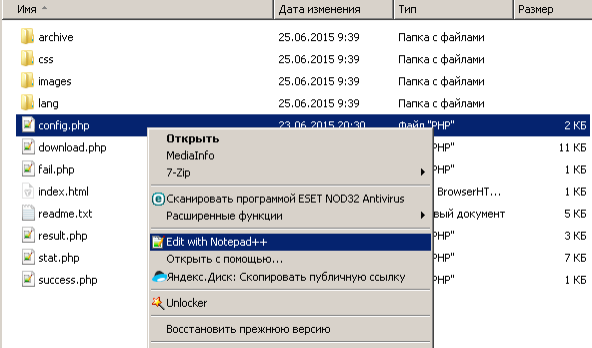 Имя Дата изменения Тип Размер
archive 25.06.2015 9:39 Папка с файлами
css 25.06.2015 9:39 Папка с файлами
images 25.06.2015 9:39 Папка с файлами
lang 25.06.2015 9:39 Папка с файлами
config.php 23.06.2015 20:30 Файл "PHP" 2 КБ
Открыть
download.php PHP" 11 КБ
MediaInfo
fail.php PHP" 1 КБ
7-Zip
index.html BrowserHT... 1 КБ
Сканировать программой ESET NOD32 Antivirus
readme.txt вый документ 5 КБ
Расширенные функции
result.php PHP" 3 КБ
Edit with Notepad++
stat.php PHP" 7 КБ
Открыть с помощью...
success.php PHP" 1 КБ
Яндекс.Диск: Скопировать публичную ссылку
Unlocker
Восстановить прежнюю версию